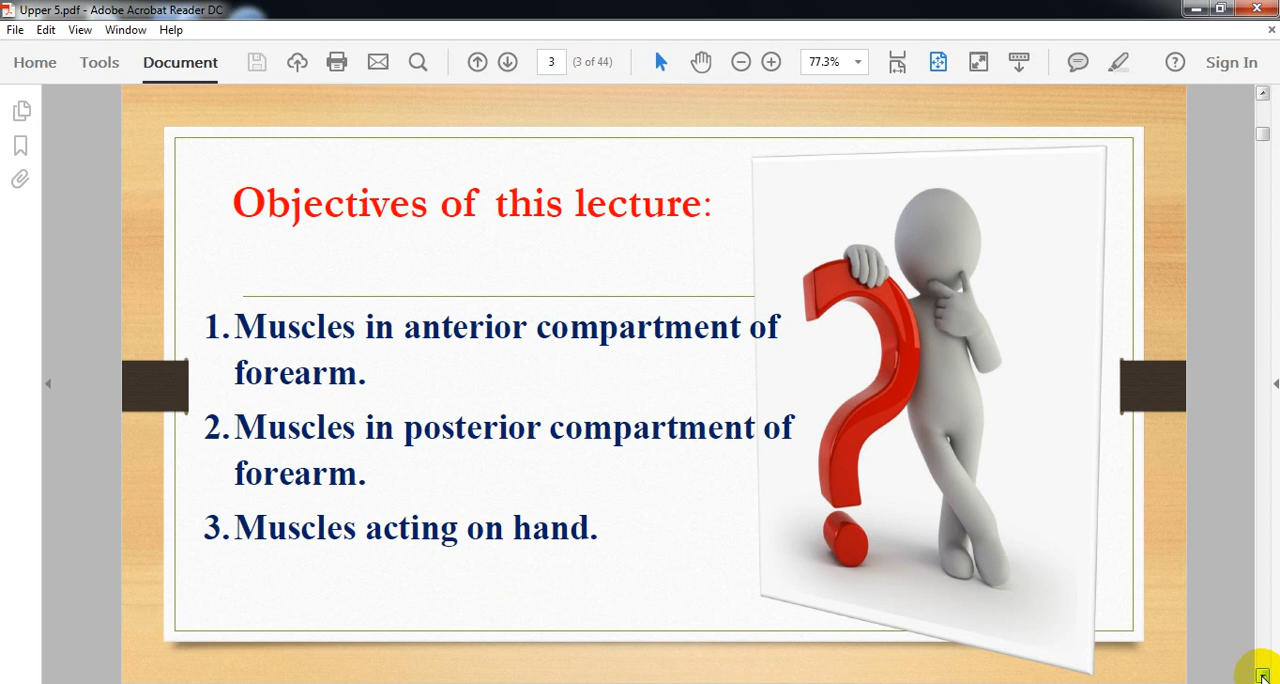 Upper 5.pdf - Adobe Acrobat Reader DC
File Edit View Window Help
Home Tools Document 3 (3 of 44) 77.3% Sign In
Objectives of this lecture:
1. Muscles in anterior compartment of
forearm.
2. Muscles in posterior compartment of
forearm.
3. Muscles acting on hand.